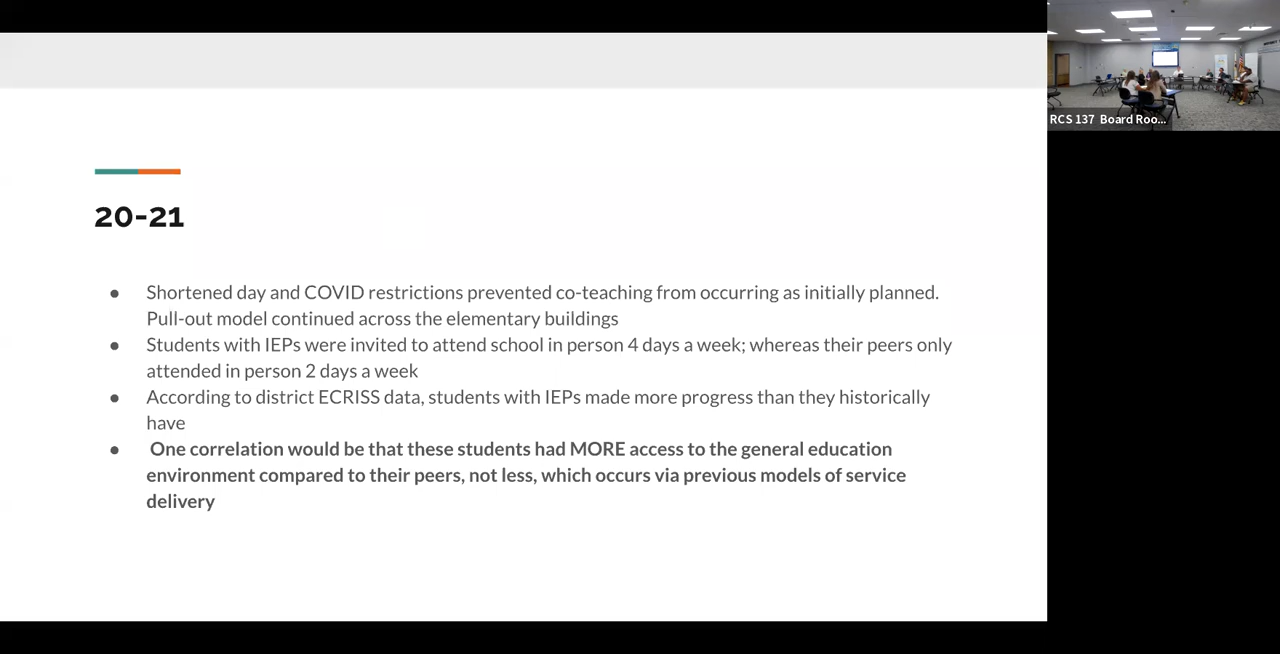 RCS 137 Board Roo...
20-21
● Shortened day and COVID restrictions prevented co-teaching from occurring as initially planned.
Pull-out model continued across the elementary buildings
● Students with IEPs were invited to attend school in person 4 days a week; whereas their peers only
attended in person 2 days a week
● According to district ECRISS data, students with IEPs made more progress than they historically
have
● One correlation would be that these students had MORE access to the general education
environment compared to their peers, not less, which occurs via previous models of service
delivery